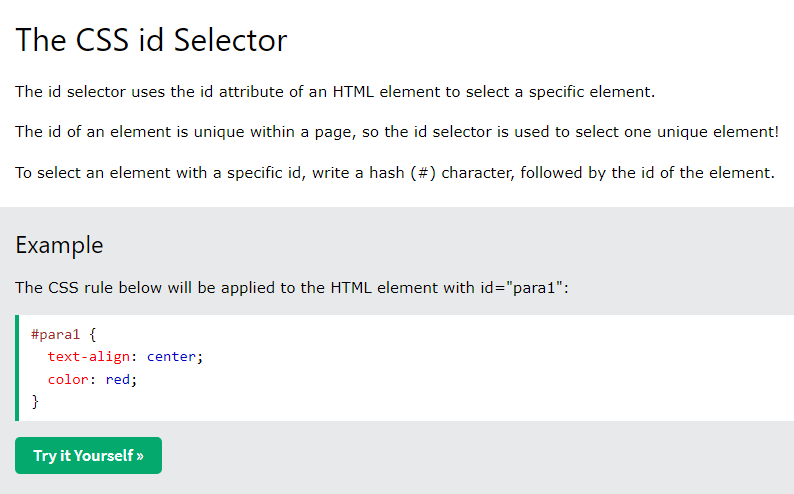 The CSS id Selector
The id selector uses the id attribute of an HTML element to select a specific element.
The id of an element is unique within a page, so the id selector is used to select one unique element!
To select an element with a specific id, write a hash (#) character, followed by the id of the element.
Example
The CSS rule below will be applied to the HTML element with id="para1":
#para1 {
  text-align: center;
  color: red;
}
Try it Yourself »